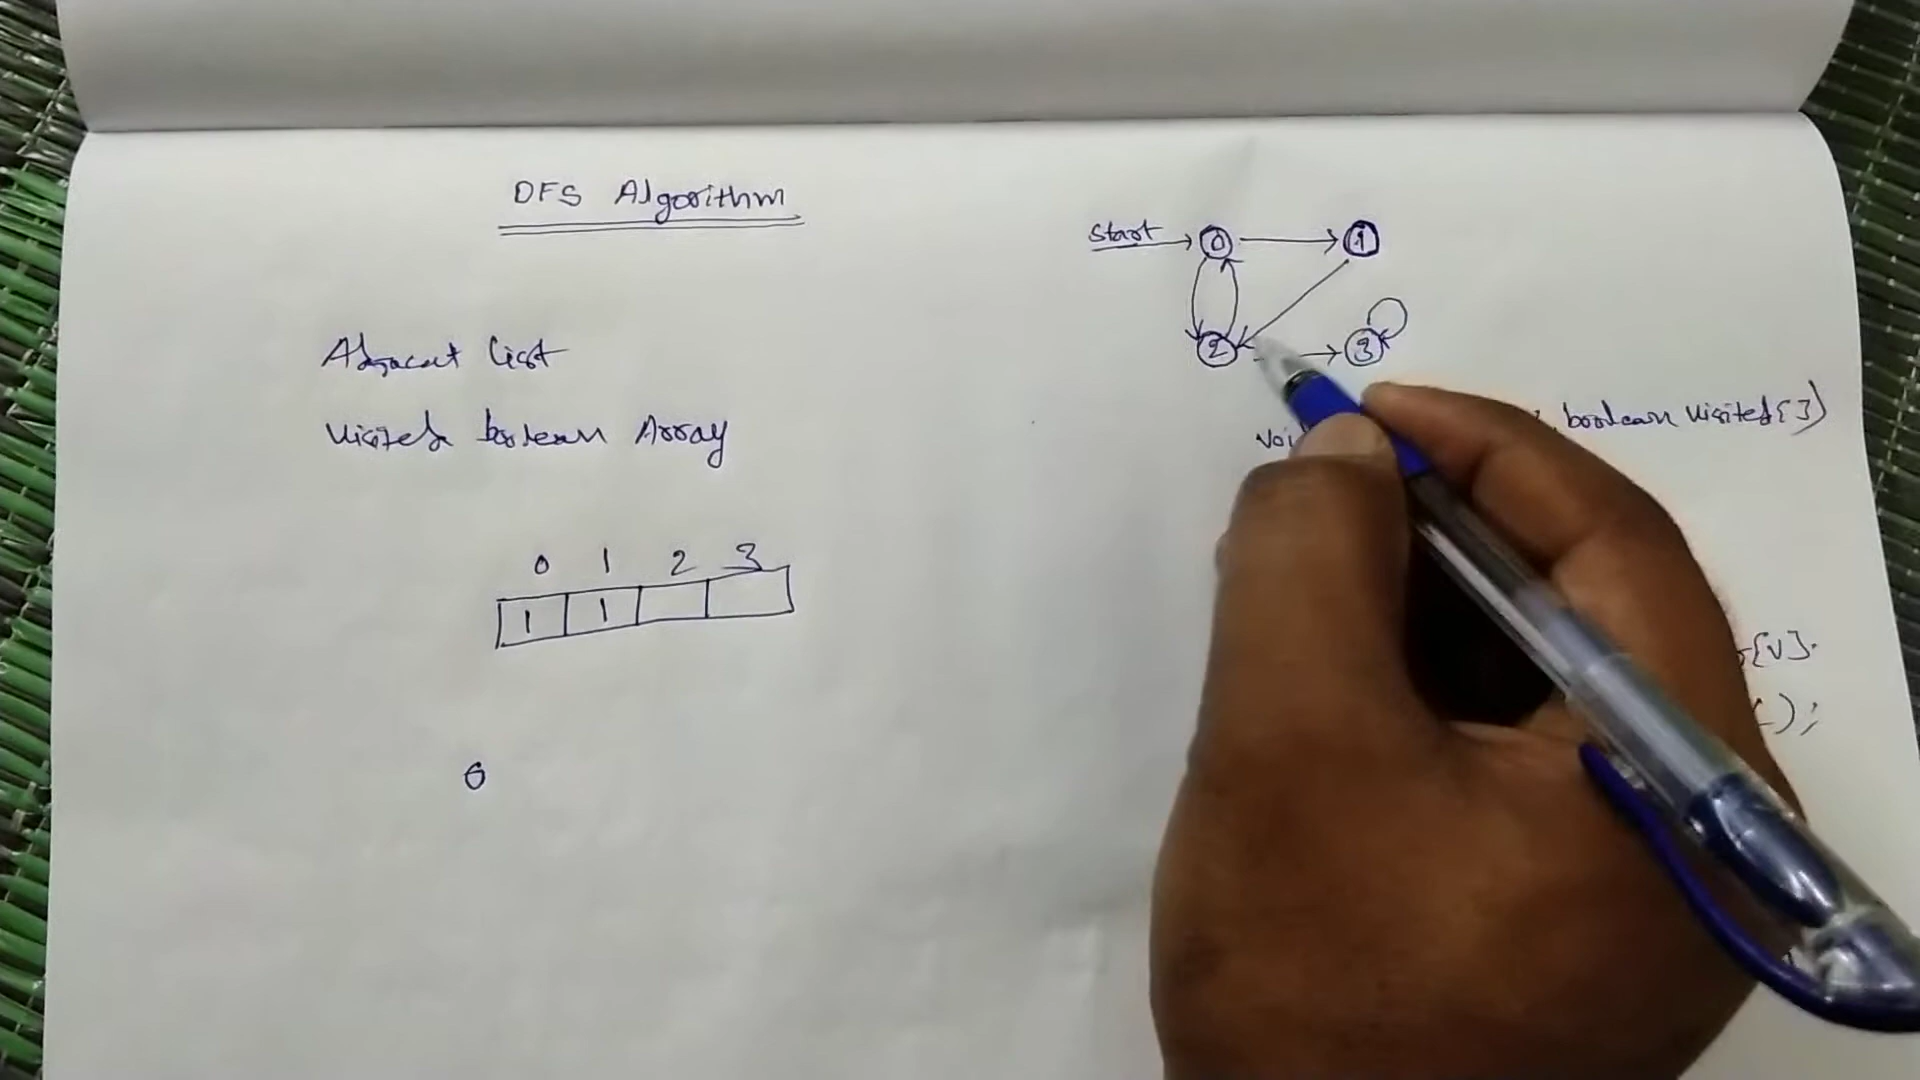 DFS Algorithm
Start 0 1
2 3
Adjacent list
Visited boolean Array
boolean visited[])
Voi
0 1 2 3
1 1
[V].
);
0